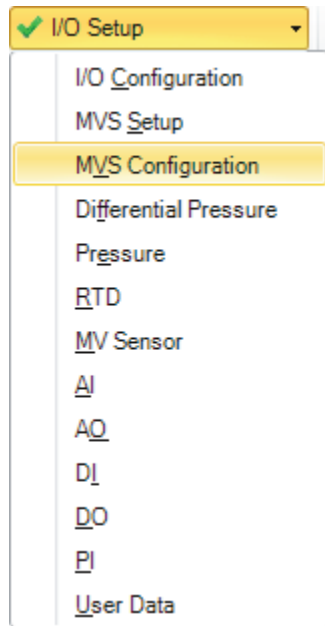 I/O Setup
I/O Configuration
MVS Setup
MVS Configuration
Differential Pressure
Pressure
RTD
MV Sensor
AI
AO
DI
DO
PI
User Data